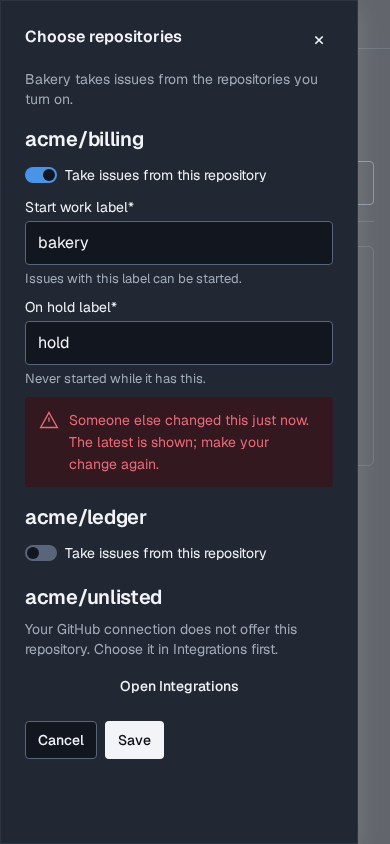 Choose repositories
Bakery takes issues from the repositories you
turn on.
acme/billing
Take issues from this repository
Start work label*
bakery
Issues with this label can be started.
On hold label*
hold
Never started while it has this.
Someone else changed this just now.
The latest is shown; make your
change again.
acme/ledger
Take issues from this repository
acme/unlisted
Your GitHub connection does not offer this
repository. Choose it in Integrations first.
Open Integrations
Cancel
Save